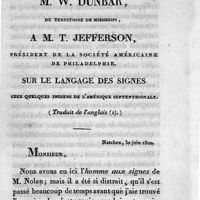 M. W. DUNBAR,
DU TERRITOIRE DE MISSISSIPI,
A M. T. JEFFERSON,
PRÉSIDENT DE LA SOCIÉTÉ AMÉRICAINE
DE PHILADELPHIE,
SUR LE LANGAGE DES SIGNES
CHEZ QUELQUES INDIENS DE L'AMÉRIQUE SEPTENTRIONALE.
(Traduit de l'anglais (1).)
Natchez, 30 juin 1800.
MONSIEUR,
Nous avons en ici l'homme aux signes de
M. Nolan; mais il a été si distrait, qu'il s'est
passé beaucoup de temps avant que j'aie trouvé